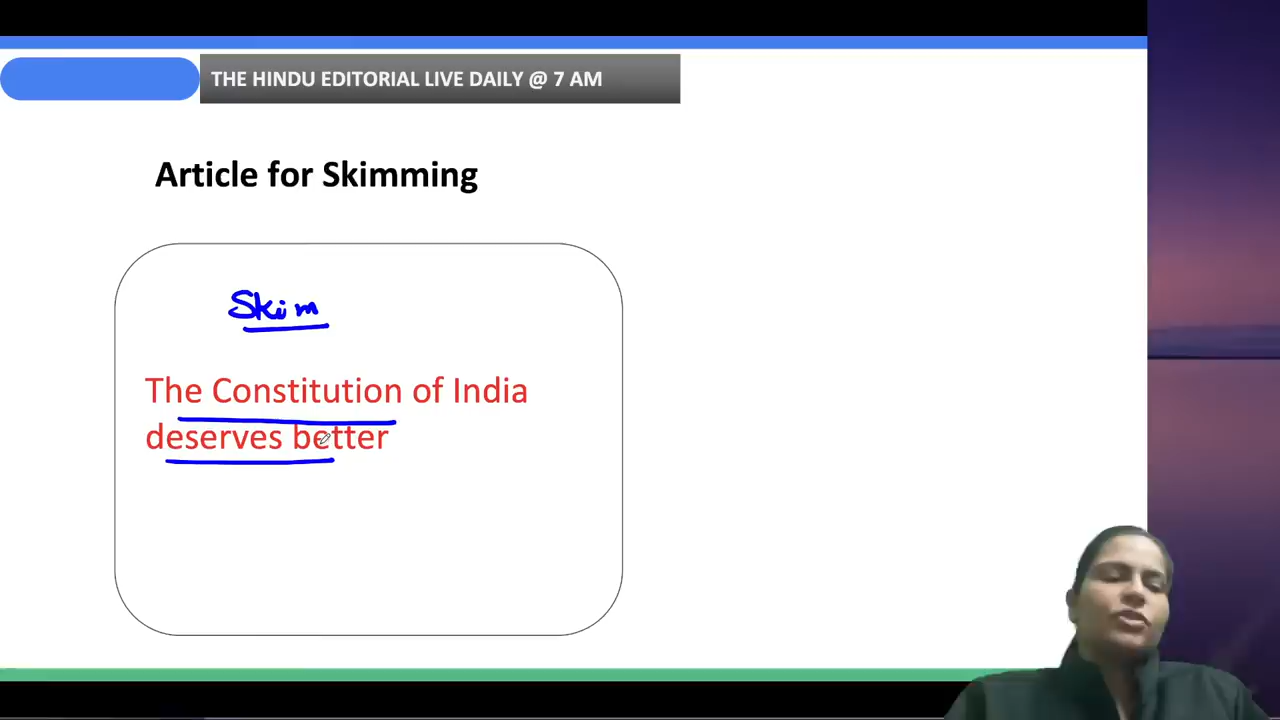 THE HINDU EDITORIAL LIVE DAILY @ 7 AM
Article for Skimming
Skim
The Constitution of India
deserves better